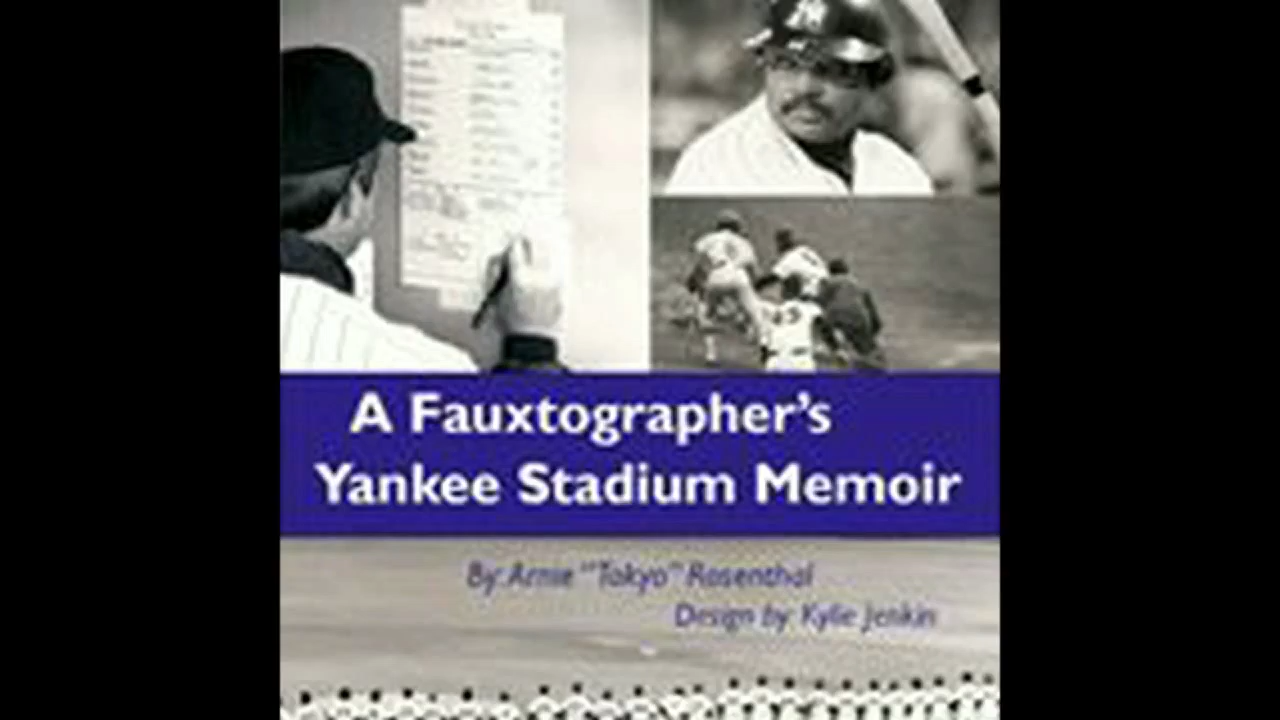 A Fauxtographer's
Yankee Stadium Memoir
By: Arnie "Tokyo" Rosenthal
Design by Kylie Jenkin